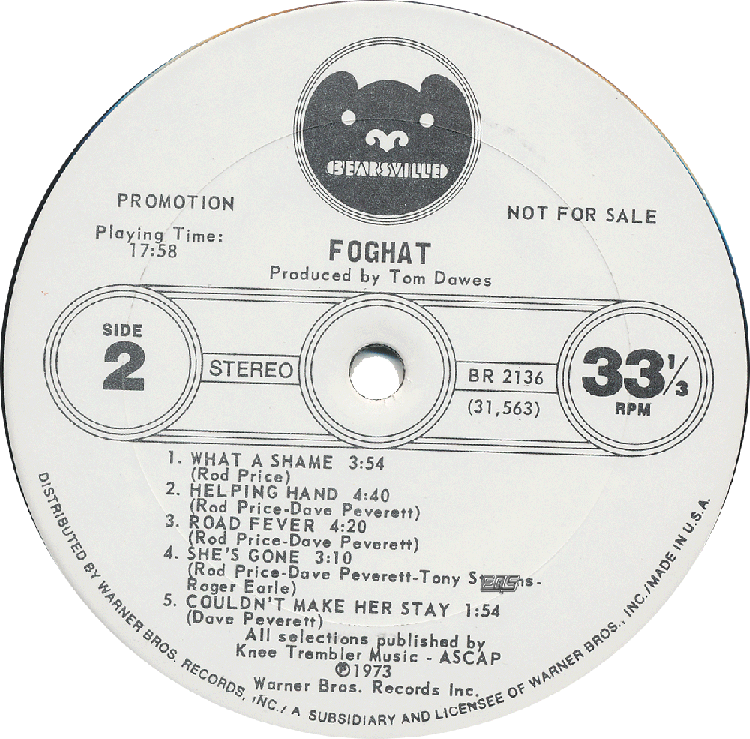 BEARSVILLE
PROMOTION
NOT FOR SALE
Playing Time:
17:58
FOGHAT
Produced by Tom Dawes
SIDE
2
STEREO
BR 2136
(31,563)
33⅓
RPM
1. WHAT A SHAME 3:54
(Rod Price)
2. HELPING HAND 4:40
(Rod Price-Dave Peverett)
3. ROAD FEVER 4:20
(Rod Price-Dave Peverett)
4. SHE'S GONE 3:10
(Rod Price-Dave Peverett-Tony
Roger Earle)
5. COULDN'T MAKE HER STAY 1:54
(Dave Peverett)
All selections published by
Knee Trembler Music - ASCAP
℗1973
Warner Bros. Records Inc.
DISTRIBUTED BY WARNER BROS. RECORDS, INC./ A SUBSIDIARY AND LICENSEE OF WARNER BROS., INC./MADE IN U.S.A.